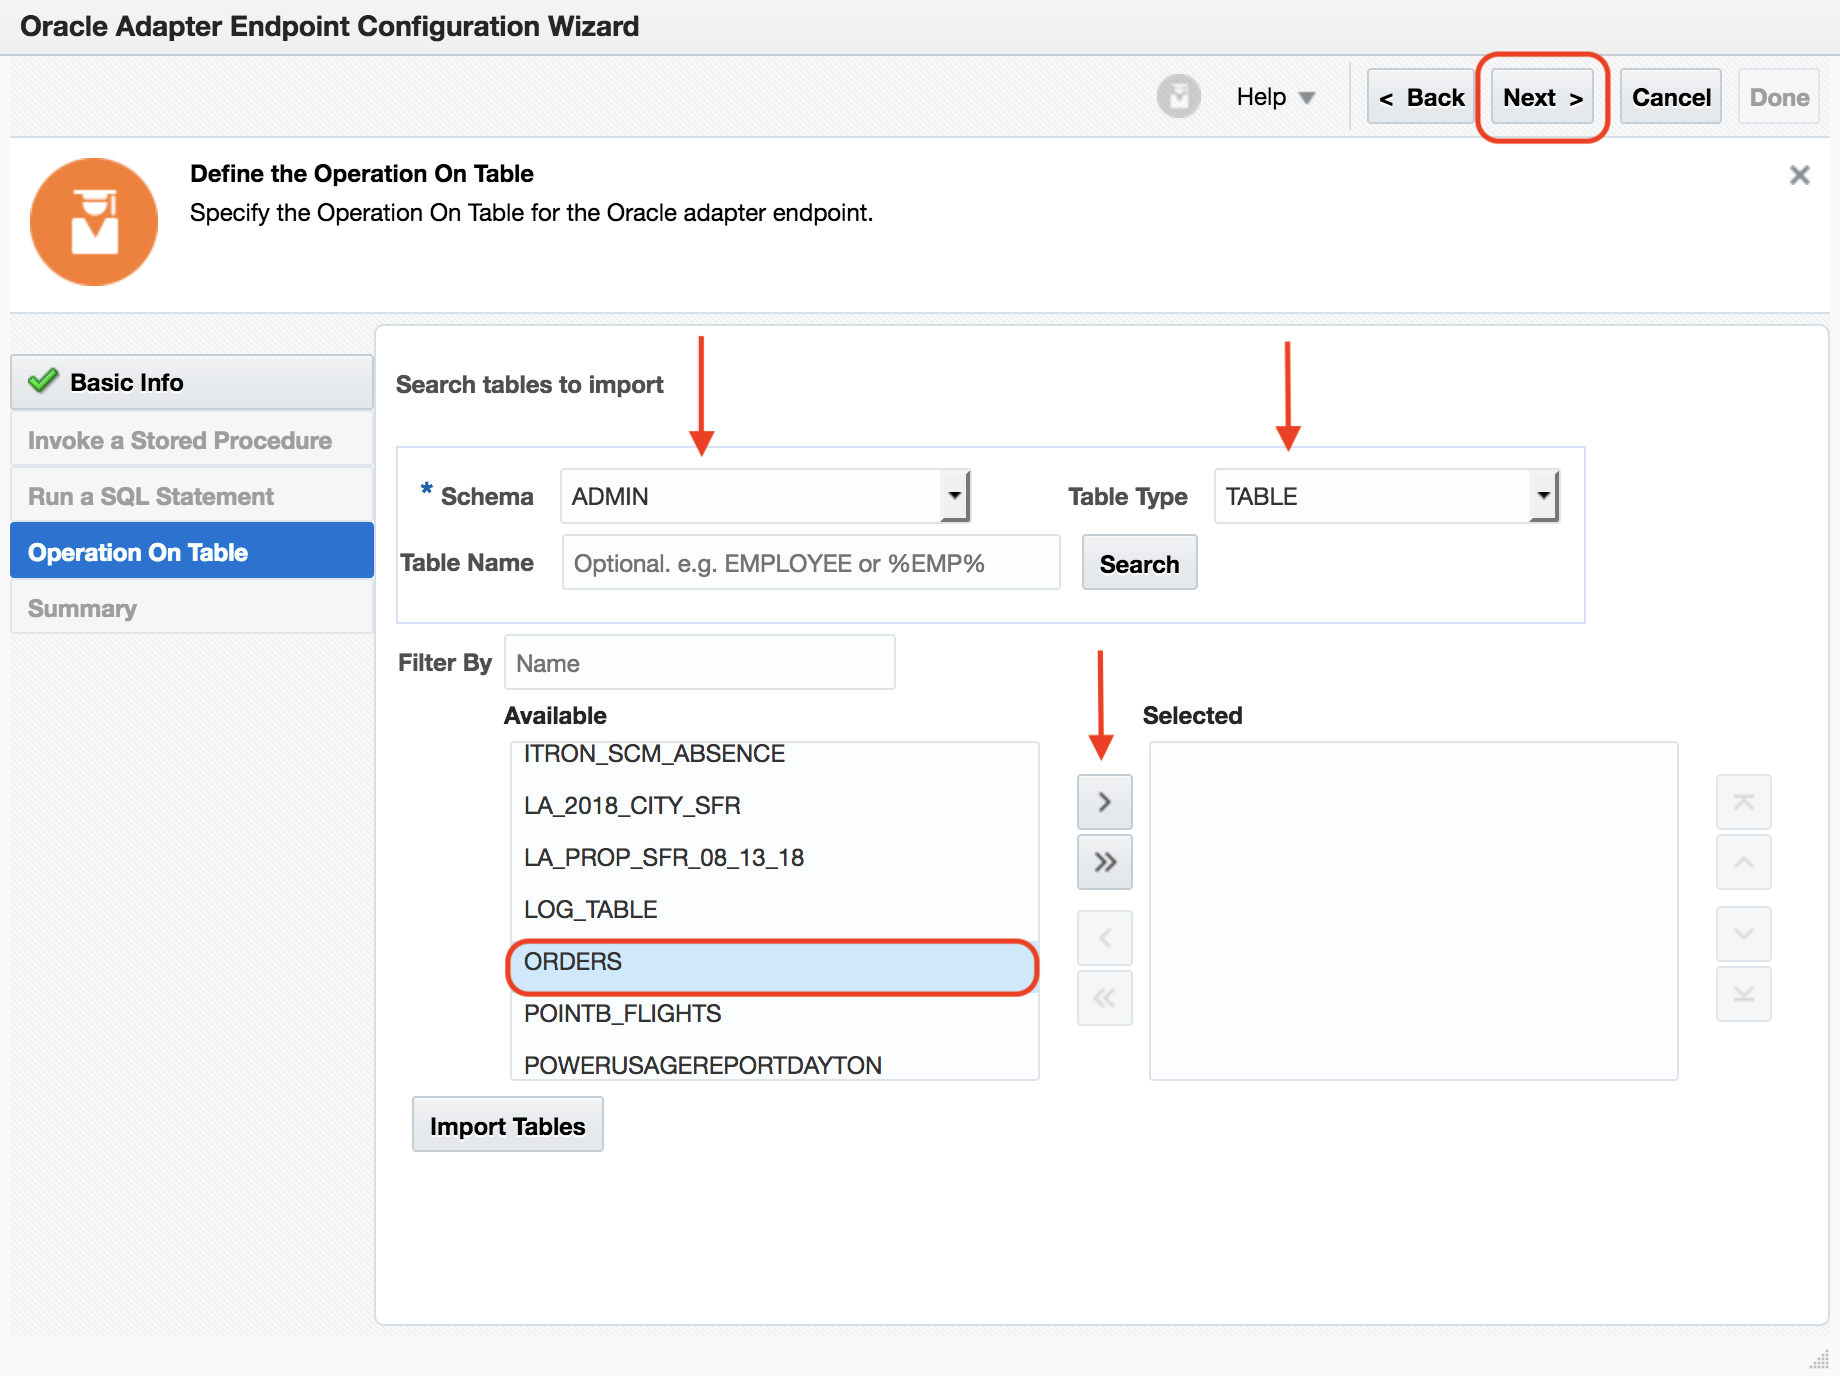 Oracle Adapter Endpoint Configuration Wizard
Help
< Back
Next >
Cancel
Done
Define the Operation On Table
Specify the Operation On Table for the Oracle adapter endpoint.
Basic Info
Invoke a Stored Procedure
Run a SQL Statement
Operation On Table
Summary
Search tables to import
* Schema ADMIN Table Type TABLE
Table Name Optional. e.g. EMPLOYEE or %EMP% Search
Filter By Name
Available Selected
ITRON_SCM_ABSENCE
LA_2018_CITY_SFR
LA_PROP_SFR_08_13_18
LOG_TABLE
ORDERS
POINTB_FLIGHTS
POWERUSAGEREPORTDAYTON
Import Tables